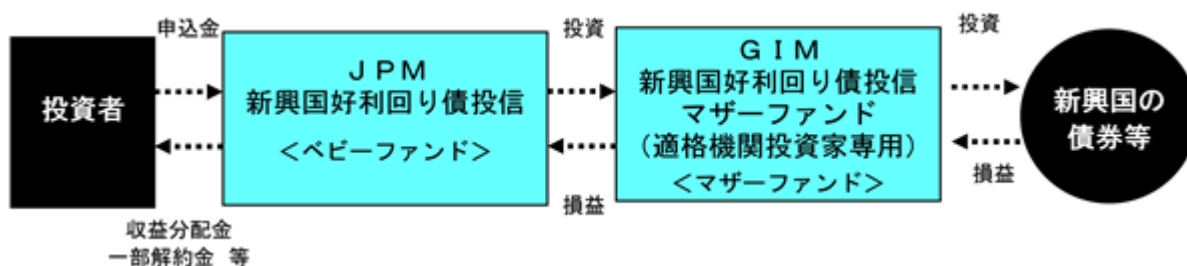 申込金
投資
投資
投資者
ＪＰＭ
新興国好利回り債投信
＜ベビーファンド＞
ＧＩＭ
新興国好利回り債投信
マザーファンド
（適格機関投資家専用）
＜マザーファンド＞
新興国の
債券等
損益
損益
収益分配金
一部解約金 等